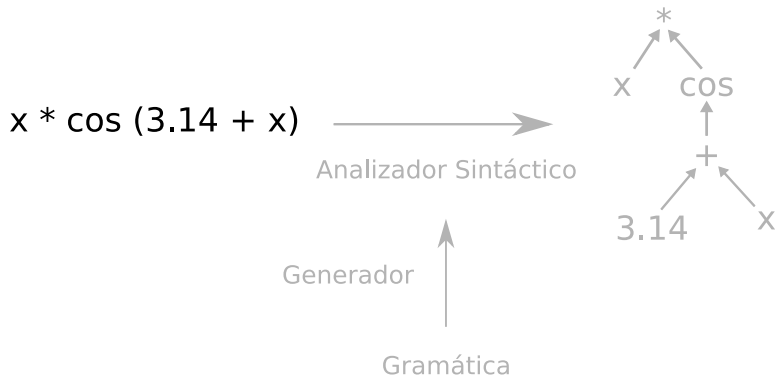 *
x cos
x * cos (3.14 + x)
+
Analizador Sintáctico
3.14 x
Generador
Gramática